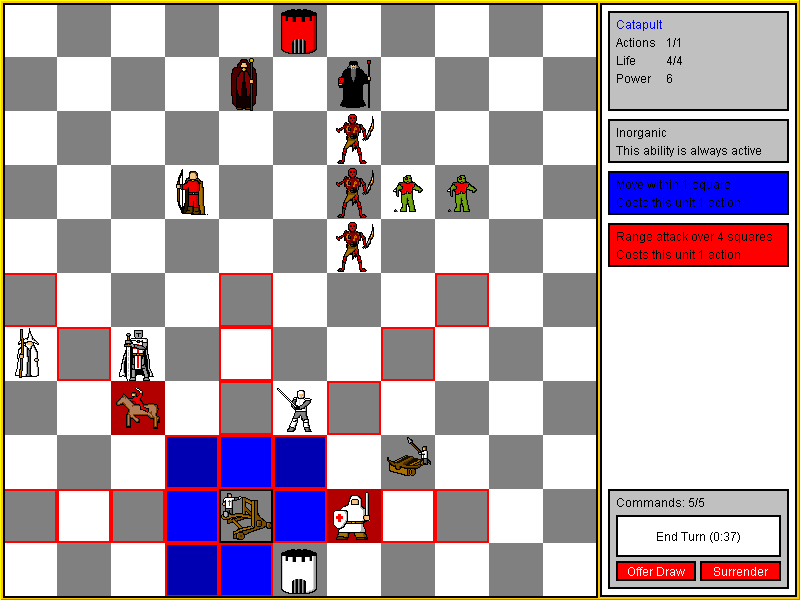 Catapult
Actions 1/1
Life 4/4
Power 6
Inorganic
This ability is always active
Move within 1 square
Costs this unit 1 action
Range attack over 4 squares
Costs this unit 1 action
Commands: 5/5
End Turn (0:37)
Offer Draw Surrender